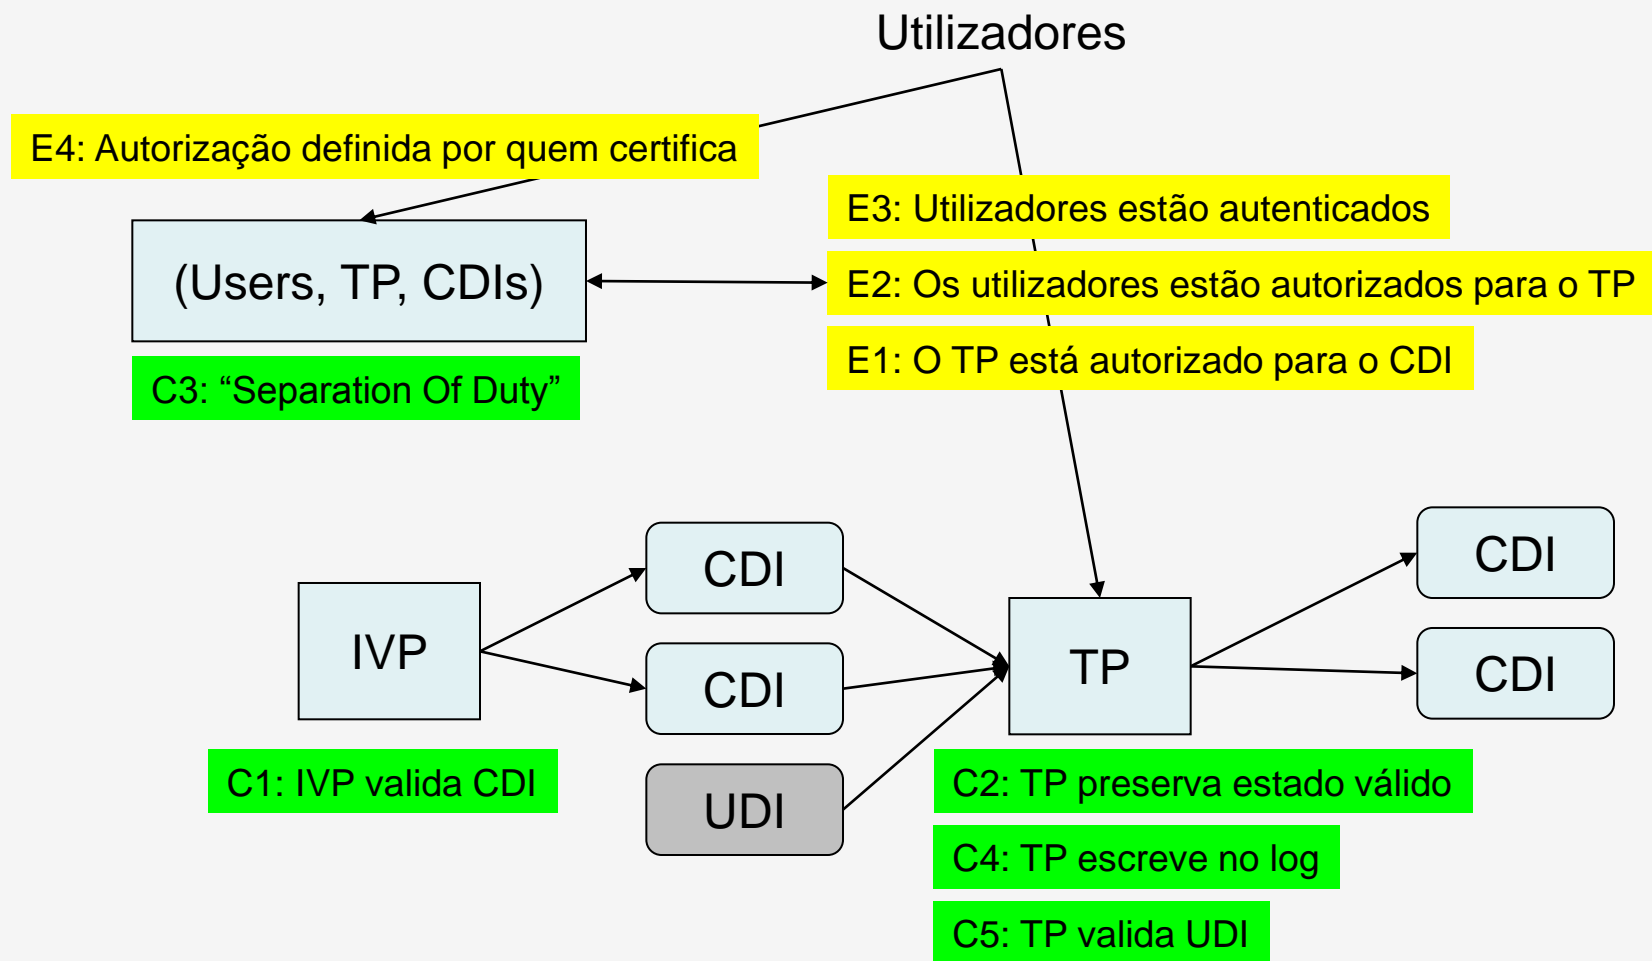 Utilizadores
E4: Autorização definida por quem certifica
E3: Utilizadores estão autenticados
(Users, TP, CDIs)
E2: Os utilizadores estão autorizados para o TP
E1: O TP está autorizado para o CDI
C3: “Separation Of Duty”
CDI
CDI
IVP
TP
CDI
CDI
C1: IVP valida CDI
UDI
C2: TP preserva estado válido
C4: TP escreve no log
C5: TP valida UDI